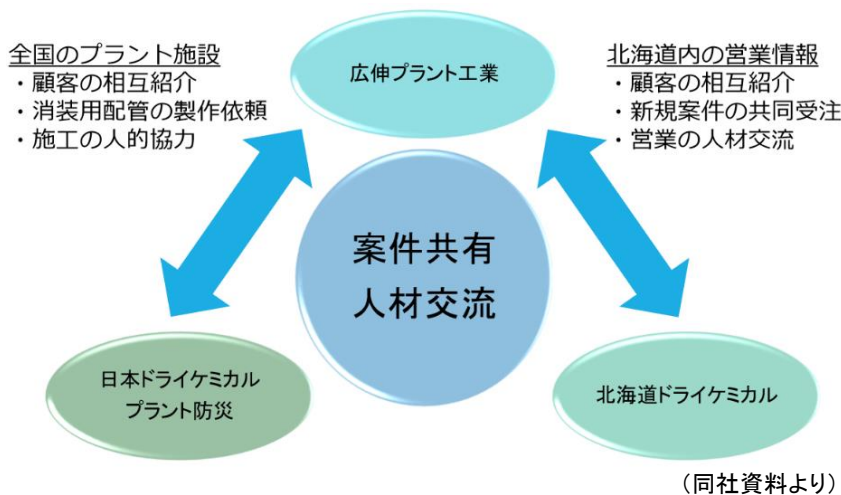 全国のプラント施設
・顧客の相互紹介
・消装用配管の製作依頼
・施工の人的協力
広伸プラント工業
北海道内の営業情報
・顧客の相互紹介
・新規案件の共同受注
・営業の人材交流
案件共有
人材交流
日本ドライケミカル
プラント防災
北海道ドライケミカル
（同社資料より）